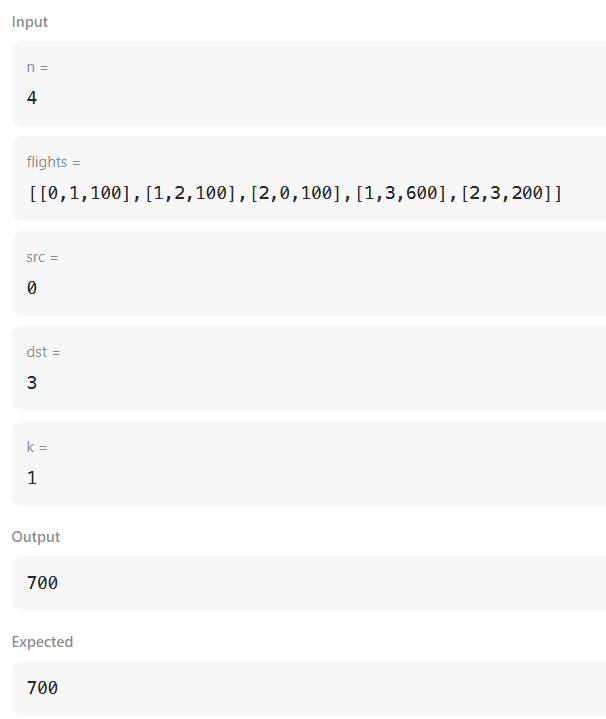 Input
n =
4
flights =
[[0,1,100],[1,2,100],[2,0,100],[1,3,600],[2,3,200]]
src =
0
dst =
3
k =
1
Output
700
Expected
700